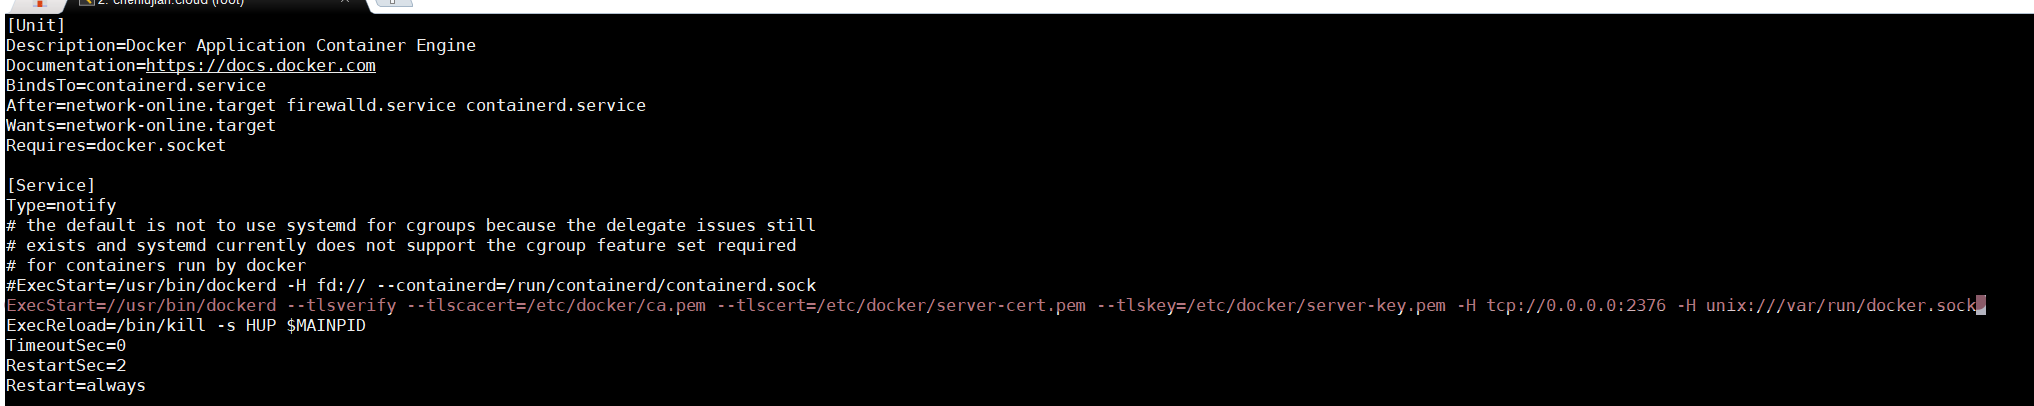 2. chenlujian.cloud (root)
[Unit]
Description=Docker Application Container Engine
Documentation=https://docs.docker.com
BindsTo=containerd.service
After=network-online.target firewalld.service containerd.service
Wants=network-online.target
Requires=docker.socket
[Service]
Type=notify
# the default is not to use systemd for cgroups because the delegate issues still
# exists and systemd currently does not support the cgroup feature set required
# for containers run by docker
#ExecStart=/usr/bin/dockerd -H fd:// --containerd=/run/containerd/containerd.sock
ExecStart=//usr/bin/dockerd --tlsverify --tlscacert=/etc/docker/ca.pem --tlscert=/etc/docker/server-cert.pem --tlskey=/etc/docker/server-key.pem -H tcp://0.0.0.0:2376 -H unix:///var/run/docker.sock
ExecReload=/bin/kill -s HUP $MAINPID
TimeoutSec=0
RestartSec=2
Restart=always